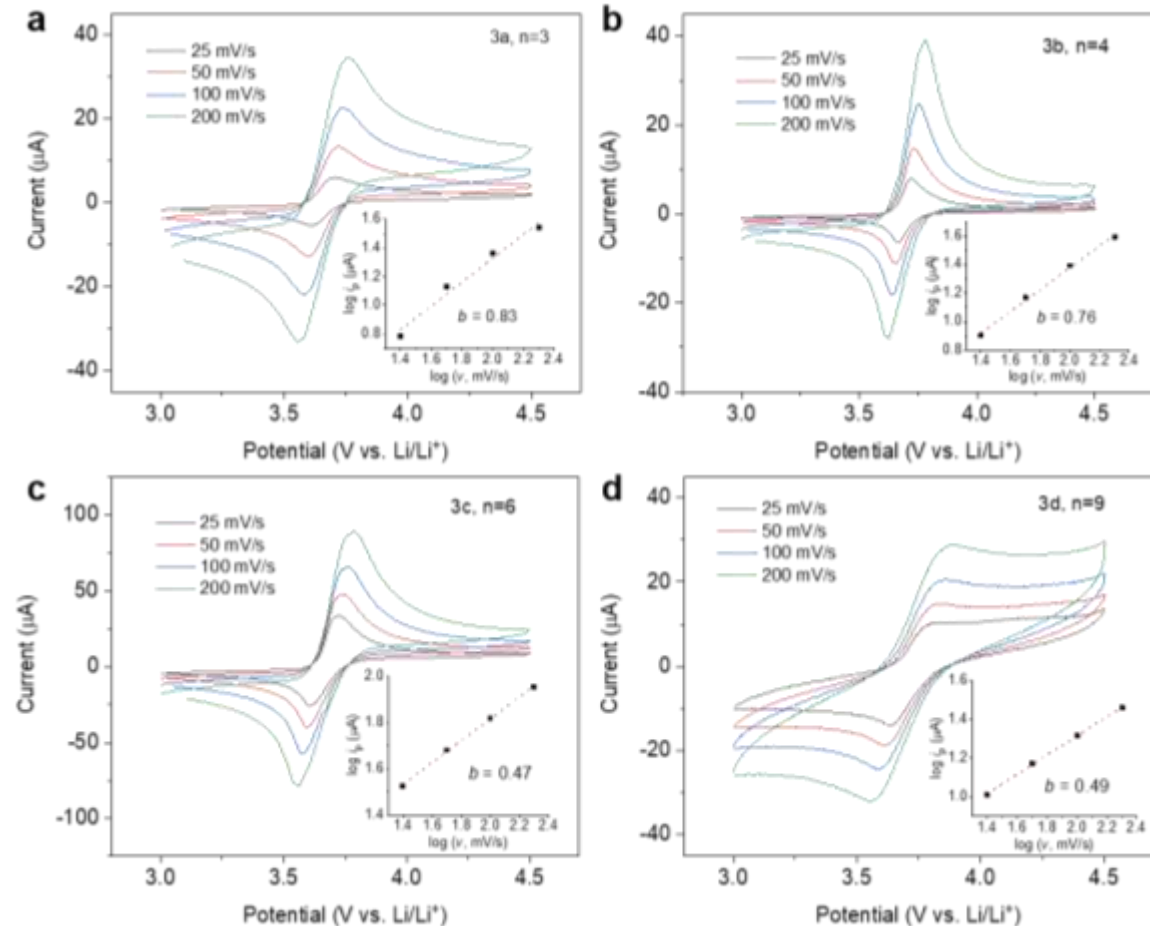 a
3a, n=3
25 mV/s
50 mV/s
100 mV/s
200 mV/s
40
20
0
-20
-40
Current (μA)
3.0 3.5 4.0 4.5
Potential (V vs. Li/Li⁺)
1.6
1.4
1.2
1.0
0.8
log iₚ (μA)
b = 0.83
1.4 1.6 1.8 2.0 2.2 2.4
log (v, mV/s)
b
3b, n=4
25 mV/s
50 mV/s
100 mV/s
200 mV/s
40
20
0
-20
-40
Current (μA)
3.0 3.5 4.0 4.5
Potential (V vs. Li/Li⁺)
1.6
1.4
1.2
1.0
0.8
log iₚ (μA)
b = 0.76
1.4 1.6 1.8 2.0 2.2 2.4
log (v, mV/s)
c
3c, n=6
25 mV/s
50 mV/s
100 mV/s
200 mV/s
100
50
0
-50
-100
Current (μA)
3.0 3.5 4.0 4.5
Potential (V vs. Li/Li⁺)
2.0
1.8
1.6
1.4
log iₚ (μA)
b = 0.47
1.4 1.6 1.8 2.0 2.2 2.4
log (v, mV/s)
d
3d, n=9
25 mV/s
50 mV/s
100 mV/s
200 mV/s
40
20
0
-20
-40
Current (μA)
3.0 3.5 4.0 4.5
Potential (V vs. Li/Li⁺)
1.6
1.4
1.2
1.0
log iₚ (μA)
b = 0.49
1.4 1.6 1.8 2.0 2.2 2.4
log (v, mV/s)